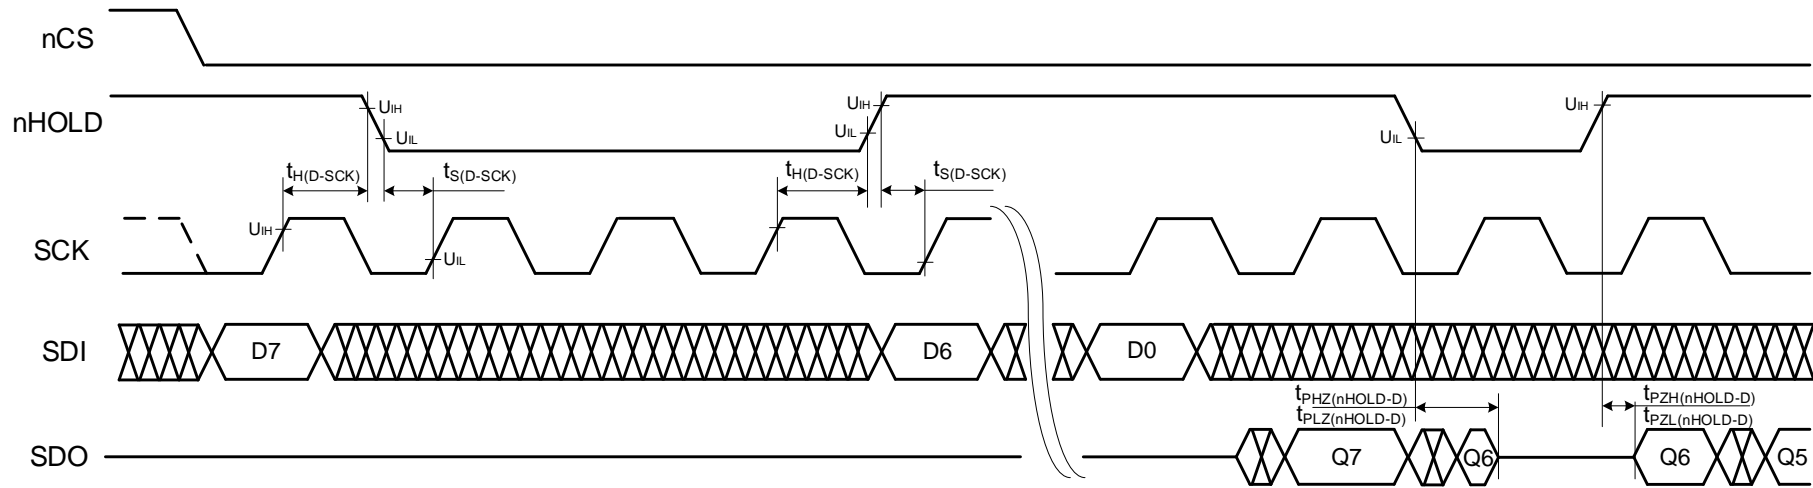 nCS
nHOLD
UIH
UIL
UIH
UIL
UIL
UIH
tH(D-SCK)
tS(D-SCK)
tH(D-SCK)
tS(D-SCK)
SCK
UIH
UIL
SDI
D7
D6
D0
tPHZ(nHOLD-D)
tPLZ(nHOLD-D)
tPZH(nHOLD-D)
tPZL(nHOLD-D)
SDO
Q7
Q6
Q6
Q5